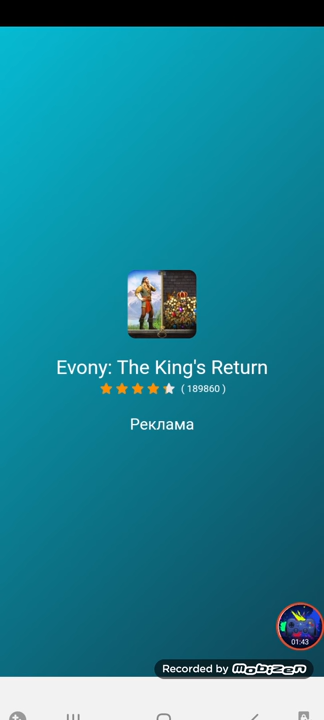 Evony: The King's Return
( 189860 )
Реклама
01:43
Recorded by mobizen